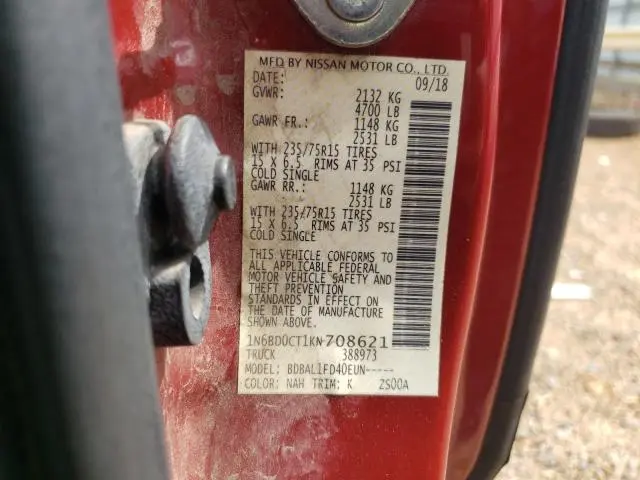 MFD BY NISSAN MOTOR CO., LTD.
DATE: 09/18
GVWR: 2132 KG
4700 LB
GAWR FR.: 1148 KG
2531 LB
WITH 235/75R15 TIRES
15 X 6.5 RIMS AT 35 PSI
COLD SINGLE
GAWR RR.: 1148 KG
2531 LB
WITH 235/75R15 TIRES
15 X 6.5 RIMS AT 35 PSI
COLD SINGLE
THIS VEHICLE CONFORMS TO
ALL APPLICABLE FEDERAL
MOTOR VEHICLE SAFETY AND
THEFT PREVENTION
STANDARDS IN EFFECT ON
THE DATE OF MANUFACTURE
SHOWN ABOVE.
1N6BD0CT1KN708621
TRUCK 388973
MODEL: BDBAL1FD40EUN-----
COLOR: NAH TRIM: K ZS00A